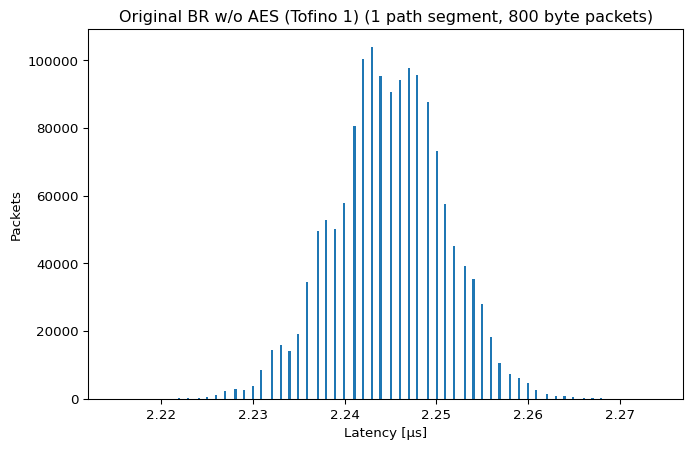 Original BR w/o AES (Tofino 1) (1 path segment, 800 byte packets)
100000
80000
60000
40000
20000
0
Packets
2.22 2.23 2.24 2.25 2.26 2.27
Latency [µs]